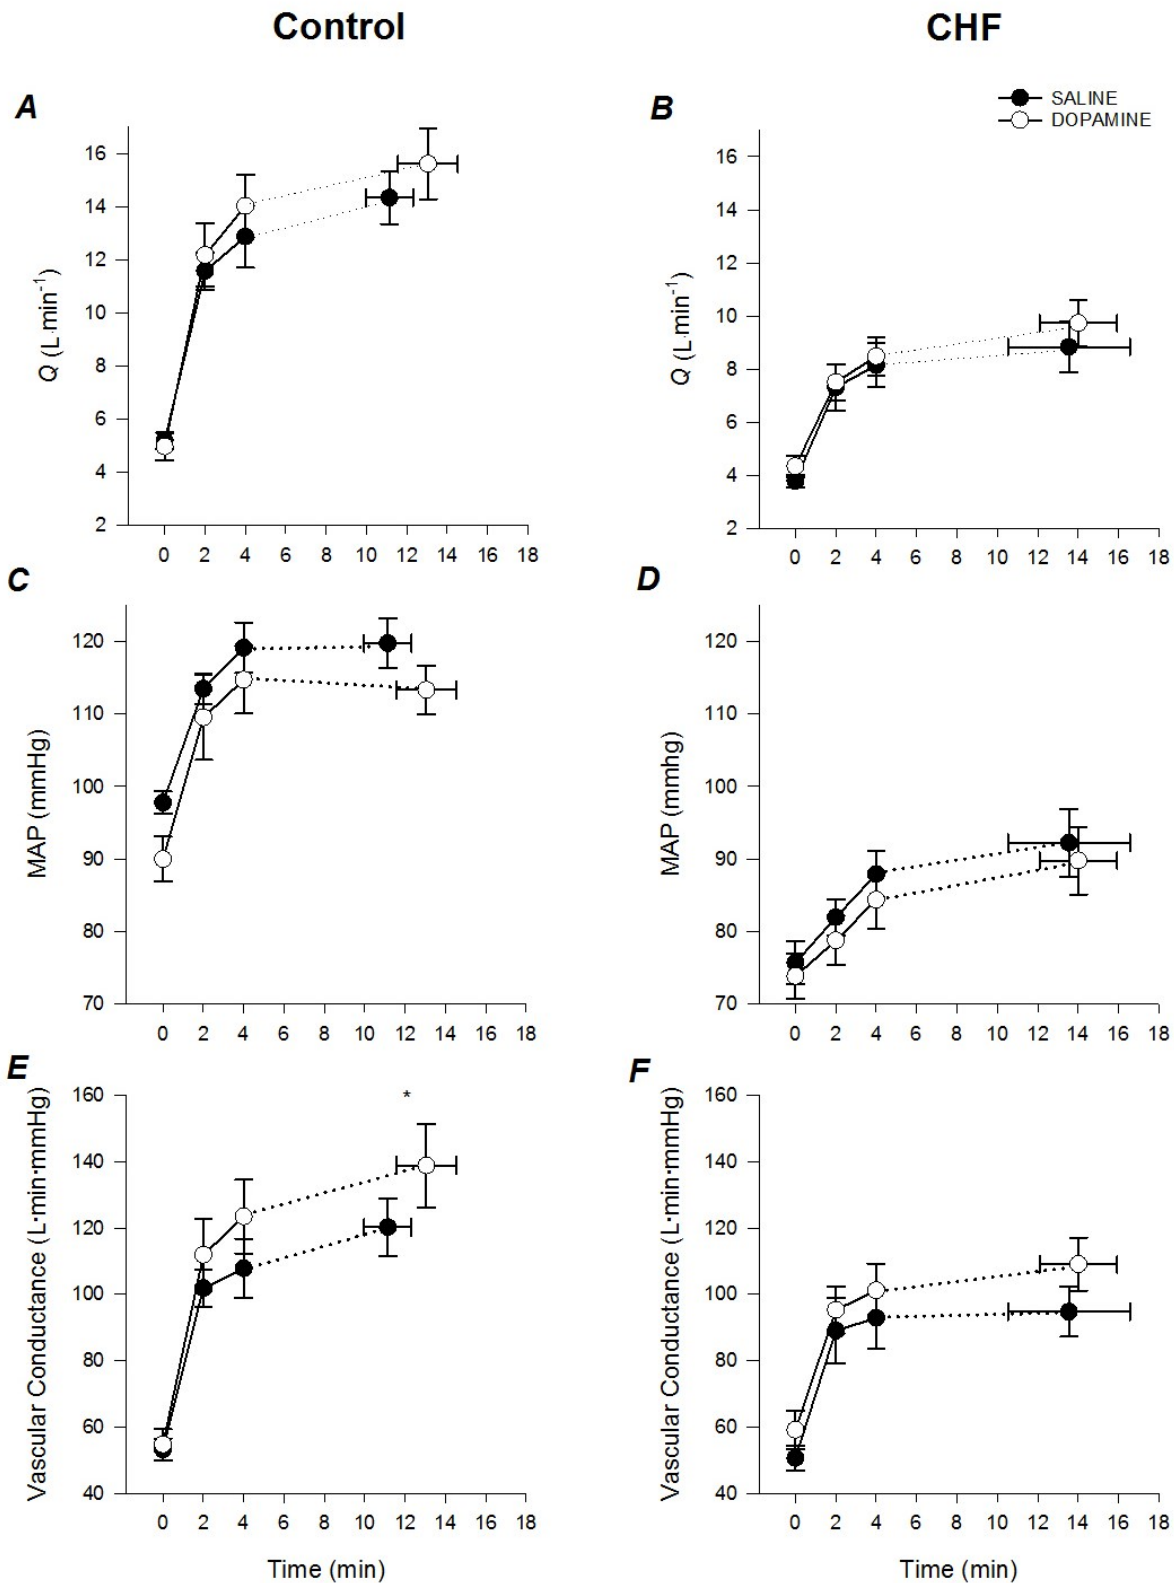 Control
CHF
A
B
SALINE
DOPAMINE
Q (L·min-1)
16
14
12
10
8
6
4
2
0 2 4 6 8 10 12 14 16 18
Q (L·min-1)
16
14
12
10
8
6
4
2
0 2 4 6 8 10 12 14 16 18
C
D
MAP (mmHg)
120
110
100
90
80
70
0 2 4 6 8 10 12 14 16 18
MAP (mmhg)
120
110
100
90
80
70
0 2 4 6 8 10 12 14 16 18
E
F
Vascular Conductance (L·min·mmHg)
160
140
120
100
80
60
40
*
0 2 4 6 8 10 12 14 16 18
Time (min)
Vascular Conductance (L·min·mmHg)
160
140
120
100
80
60
40
0 2 4 6 8 10 12 14 16 18
Time (min)